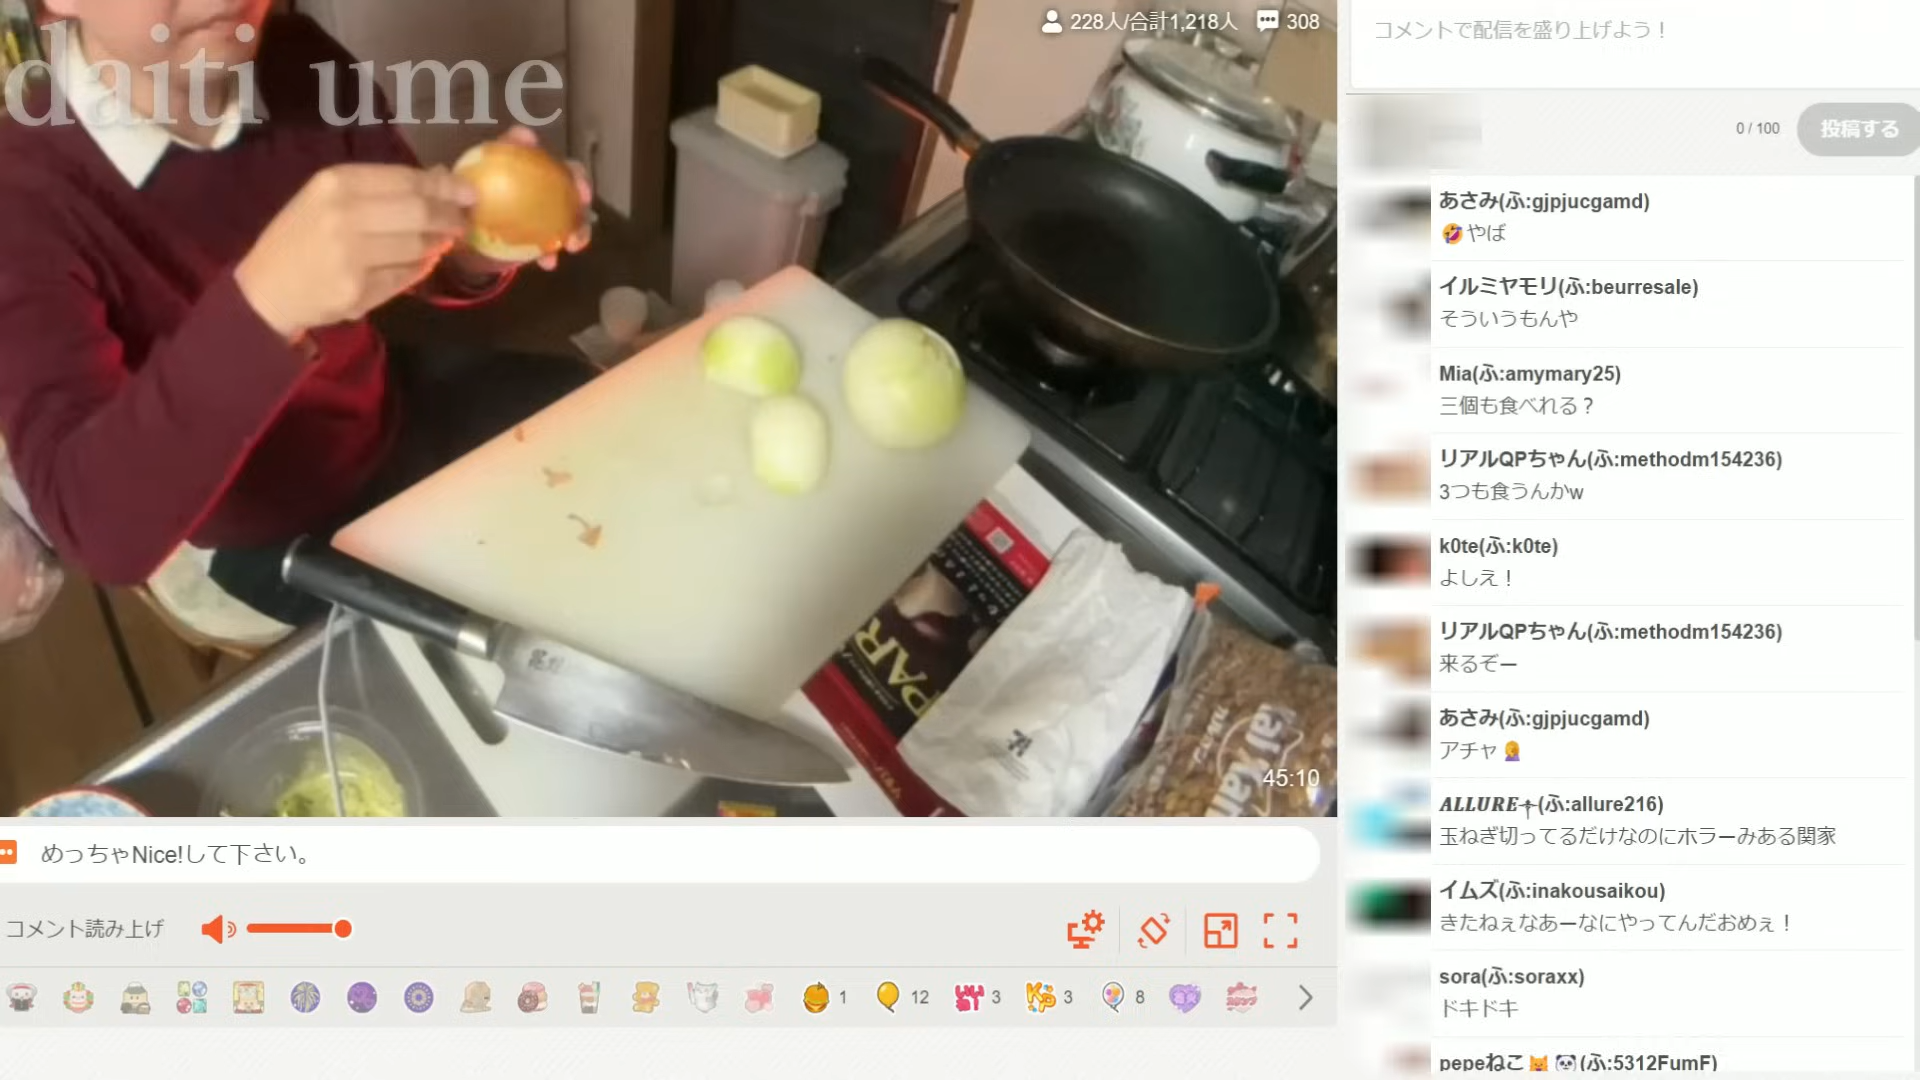 daiti ume
228人/合計1,218人 308
45:10
めっちゃNice!して下さい。
コメント読み上げ
1 12 3 3 8
コメントで配信を盛り上げよう！
0 / 100 投稿する
あさみ(ふ:gjpjucgamd)
🤣やば
イルミヤモリ(ふ:beurresale)
そういうもんや
Mia(ふ:amymary25)
三個も食べれる？
リアルQPちゃん(ふ:methodm154236)
3つも食うんかw
k0te(ふ:k0te)
よしえ！
リアルQPちゃん(ふ:methodm154236)
来るぞー
あさみ(ふ:gjpjucgamd)
アチャ🤦‍♀️
ALLURE╋(ふ:allure216)
玉ねぎ切ってるだけなのにホラーみある関家
イムズ(ふ:inakousaikou)
きたねぇなあーなにやってんだおめぇ！
sora(ふ:soraxx)
ドキドキ
pepeねこ🐱🐼(ふ:5312FumF)